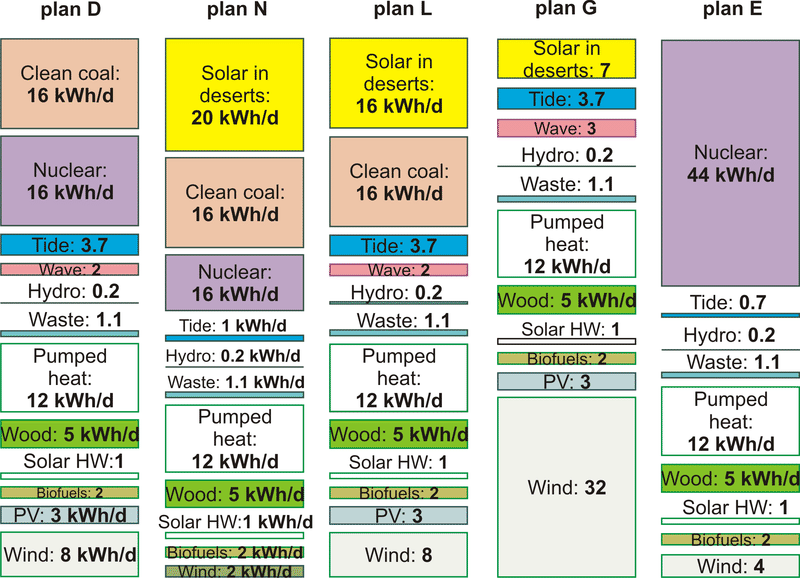 plan D
Clean coal:
16 kWh/d
Nuclear:
16 kWh/d
Tide: 3.7
Wave: 2
Hydro: 0.2
Waste: 1.1
Pumped
heat:
12 kWh/d
Wood: 5 kWh/d
Solar HW:1
Biofuels: 2
PV: 3 kWh/d
Wind: 8 kWh/d
plan N
Solar in
deserts:
20 kWh/d
Clean coal:
16 kWh/d
Nuclear:
16 kWh/d
Tide: 1 kWh/d
Hydro: 0.2 kWh/d
Waste: 1.1 kWh/d
Pumped
heat:
12 kWh/d
Wood: 5 kWh/d
Solar HW:1 kWh/d
Biofuels: 2 kWh/d
Wind: 2 kWh/d
plan L
Solar in
deserts:
16 kWh/d
Clean coal:
16 kWh/d
Tide: 3.7
Wave: 2
Hydro: 0.2
Waste: 1.1
Pumped
heat:
12 kWh/d
Wood: 5 kWh/d
Solar HW: 1
Biofuels: 2
PV: 3
Wind: 8
plan G
Solar in
deserts: 7
Tide: 3.7
Wave: 3
Hydro: 0.2
Waste: 1.1
Pumped
heat:
12 kWh/d
Wood: 5 kWh/d
Solar HW: 1
Biofuels: 2
PV: 3
Wind: 32
plan E
Nuclear:
44 kWh/d
Tide: 0.7
Hydro: 0.2
Waste: 1.1
Pumped
heat:
12 kWh/d
Wood: 5 kWh/d
Solar HW: 1
Biofuels: 2
Wind: 4